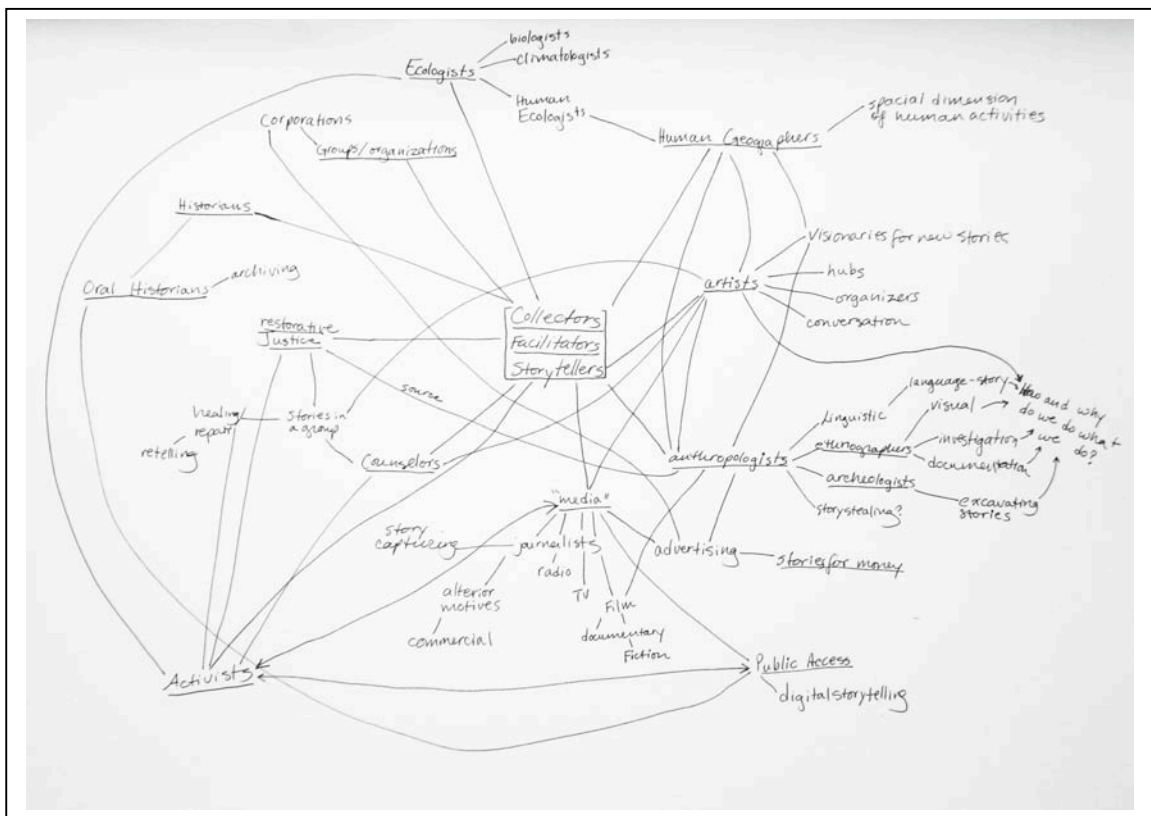 biologists
climatologists
Ecologists
Human
Ecologists
spacial dimension
of human activities
Human Geographers
Corporations
Groups/organizations
Historians
Oral Historians
archiving
Visionaries for new stories
artists
hubs
organizers
conversation
Collectors
Facilitators
Storytellers
restorative
Justice
source
language-story
How and why
do we do what
we
do?
visual
Linguistic
ethnographers
investigation
documentation
healing/
repair
retelling
Stories in
a group
Counselors
anthropologists
archeologists
excavating
stories
storystealing?
"media"
story
capturing
journalists
radio
TV
Film
documentary
Fiction
advertising
stories for money
alterior
motives
commercial
Activists
Public Access
digital storytelling